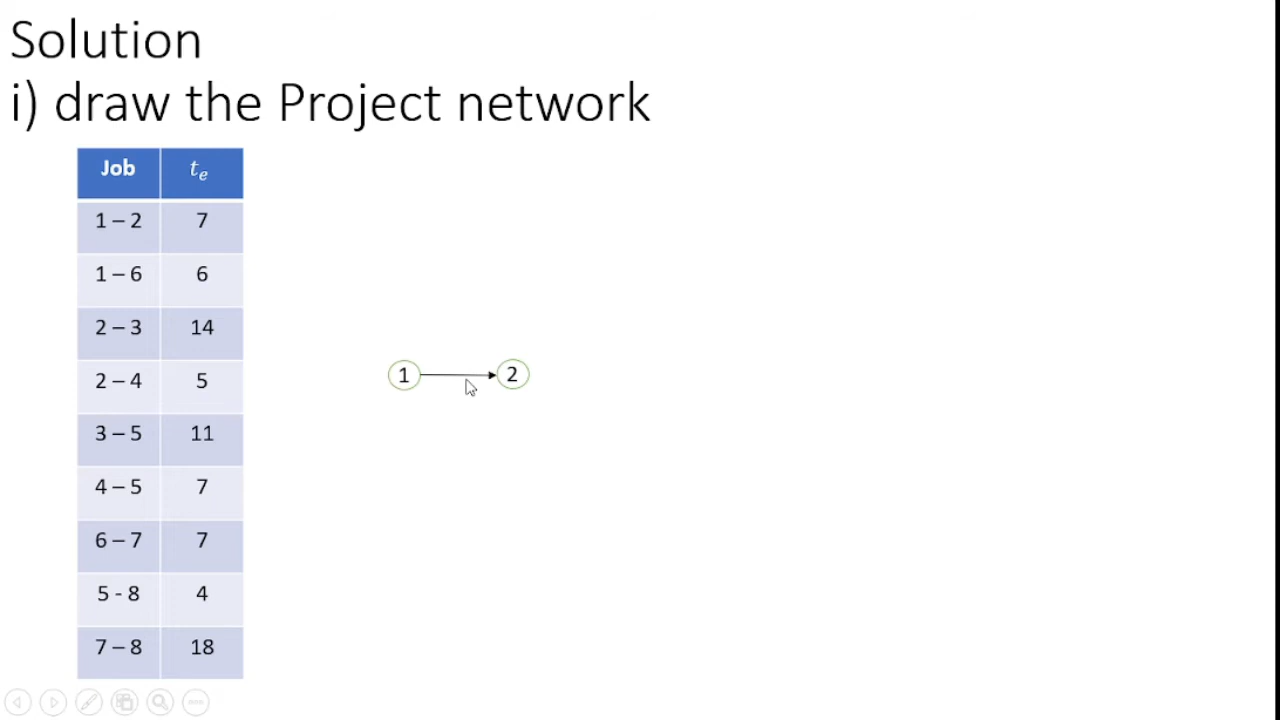 Solution
i) draw the Project network
Job tₑ
1 – 2 7
1 – 6 6
2 – 3 14
2 – 4 5
3 – 5 11
4 – 5 7
6 – 7 7
5 - 8 4
7 – 8 18
1 2